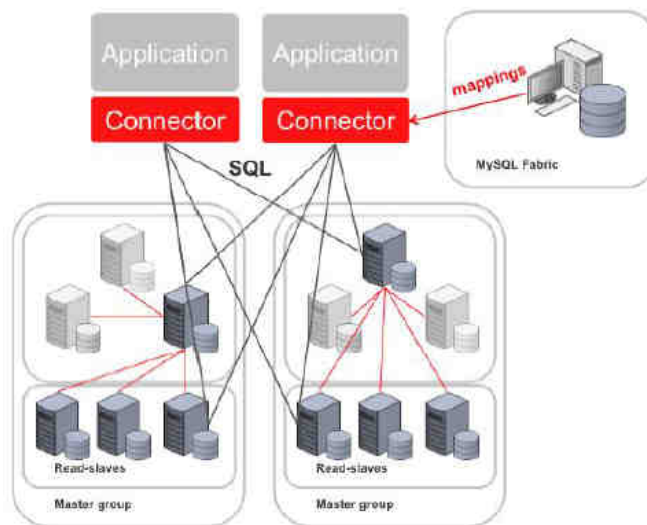 Application
Application
Connector
Connector
mappings
MySQL Fabric
SQL
Read-slaves
Read-slaves
Master group
Master group